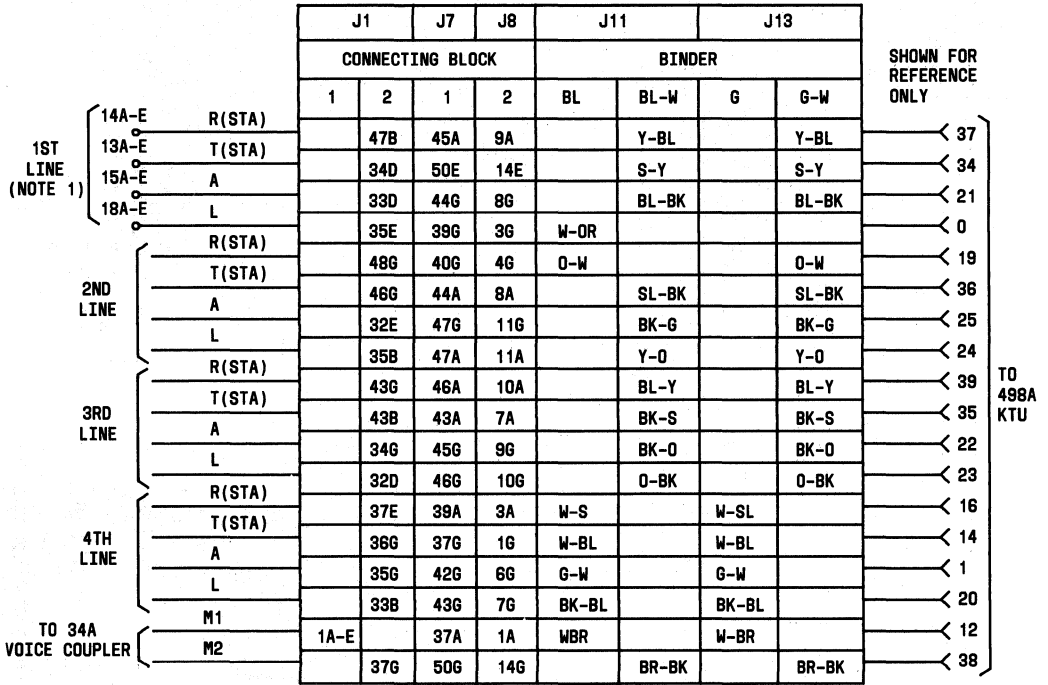 J1 J7 J8 J11 J13
CONNECTING BLOCK BINDER
SHOWN FOR
REFERENCE
ONLY
1 2 1 2 BL BL-W G G-W
1ST
LINE
(NOTE 1)
14A-E R(STA) 47B 45A 9A Y-BL Y-BL 37
13A-E T(STA) 34D 50E 14E S-Y S-Y 34
15A-E A 33D 44G 8G BL-BK BL-BK 21
18A-E L 35E 39G 3G W-OR 0
2ND
LINE
R(STA) 48G 40G 4G O-W O-W 19
T(STA) 46G 44A 8A SL-BK SL-BK 36
A 32E 47G 11G BK-G BK-G 25
L 35B 47A 11A Y-O Y-O 24
3RD
LINE
R(STA) 43G 46A 10A BL-Y BL-Y 39
T(STA) 43B 43A 7A BK-S BK-S 35
A 34G 45G 9G BK-O BK-O 22
L 32D 46G 10G O-BK O-BK 23
4TH
LINE
R(STA) 37E 39A 3A W-S W-SL 16
T(STA) 36G 37G 1G W-BL W-BL 14
A 35G 42G 6G G-W G-W 1
L 33B 43G 7G BK-BL BK-BL 20
TO 34A
VOICE COUPLER
M1 1A-E 37A 1A WBR W-BR 12
M2 37G 50G 14G BR-BK BR-BK 38
TO
498A
KTU